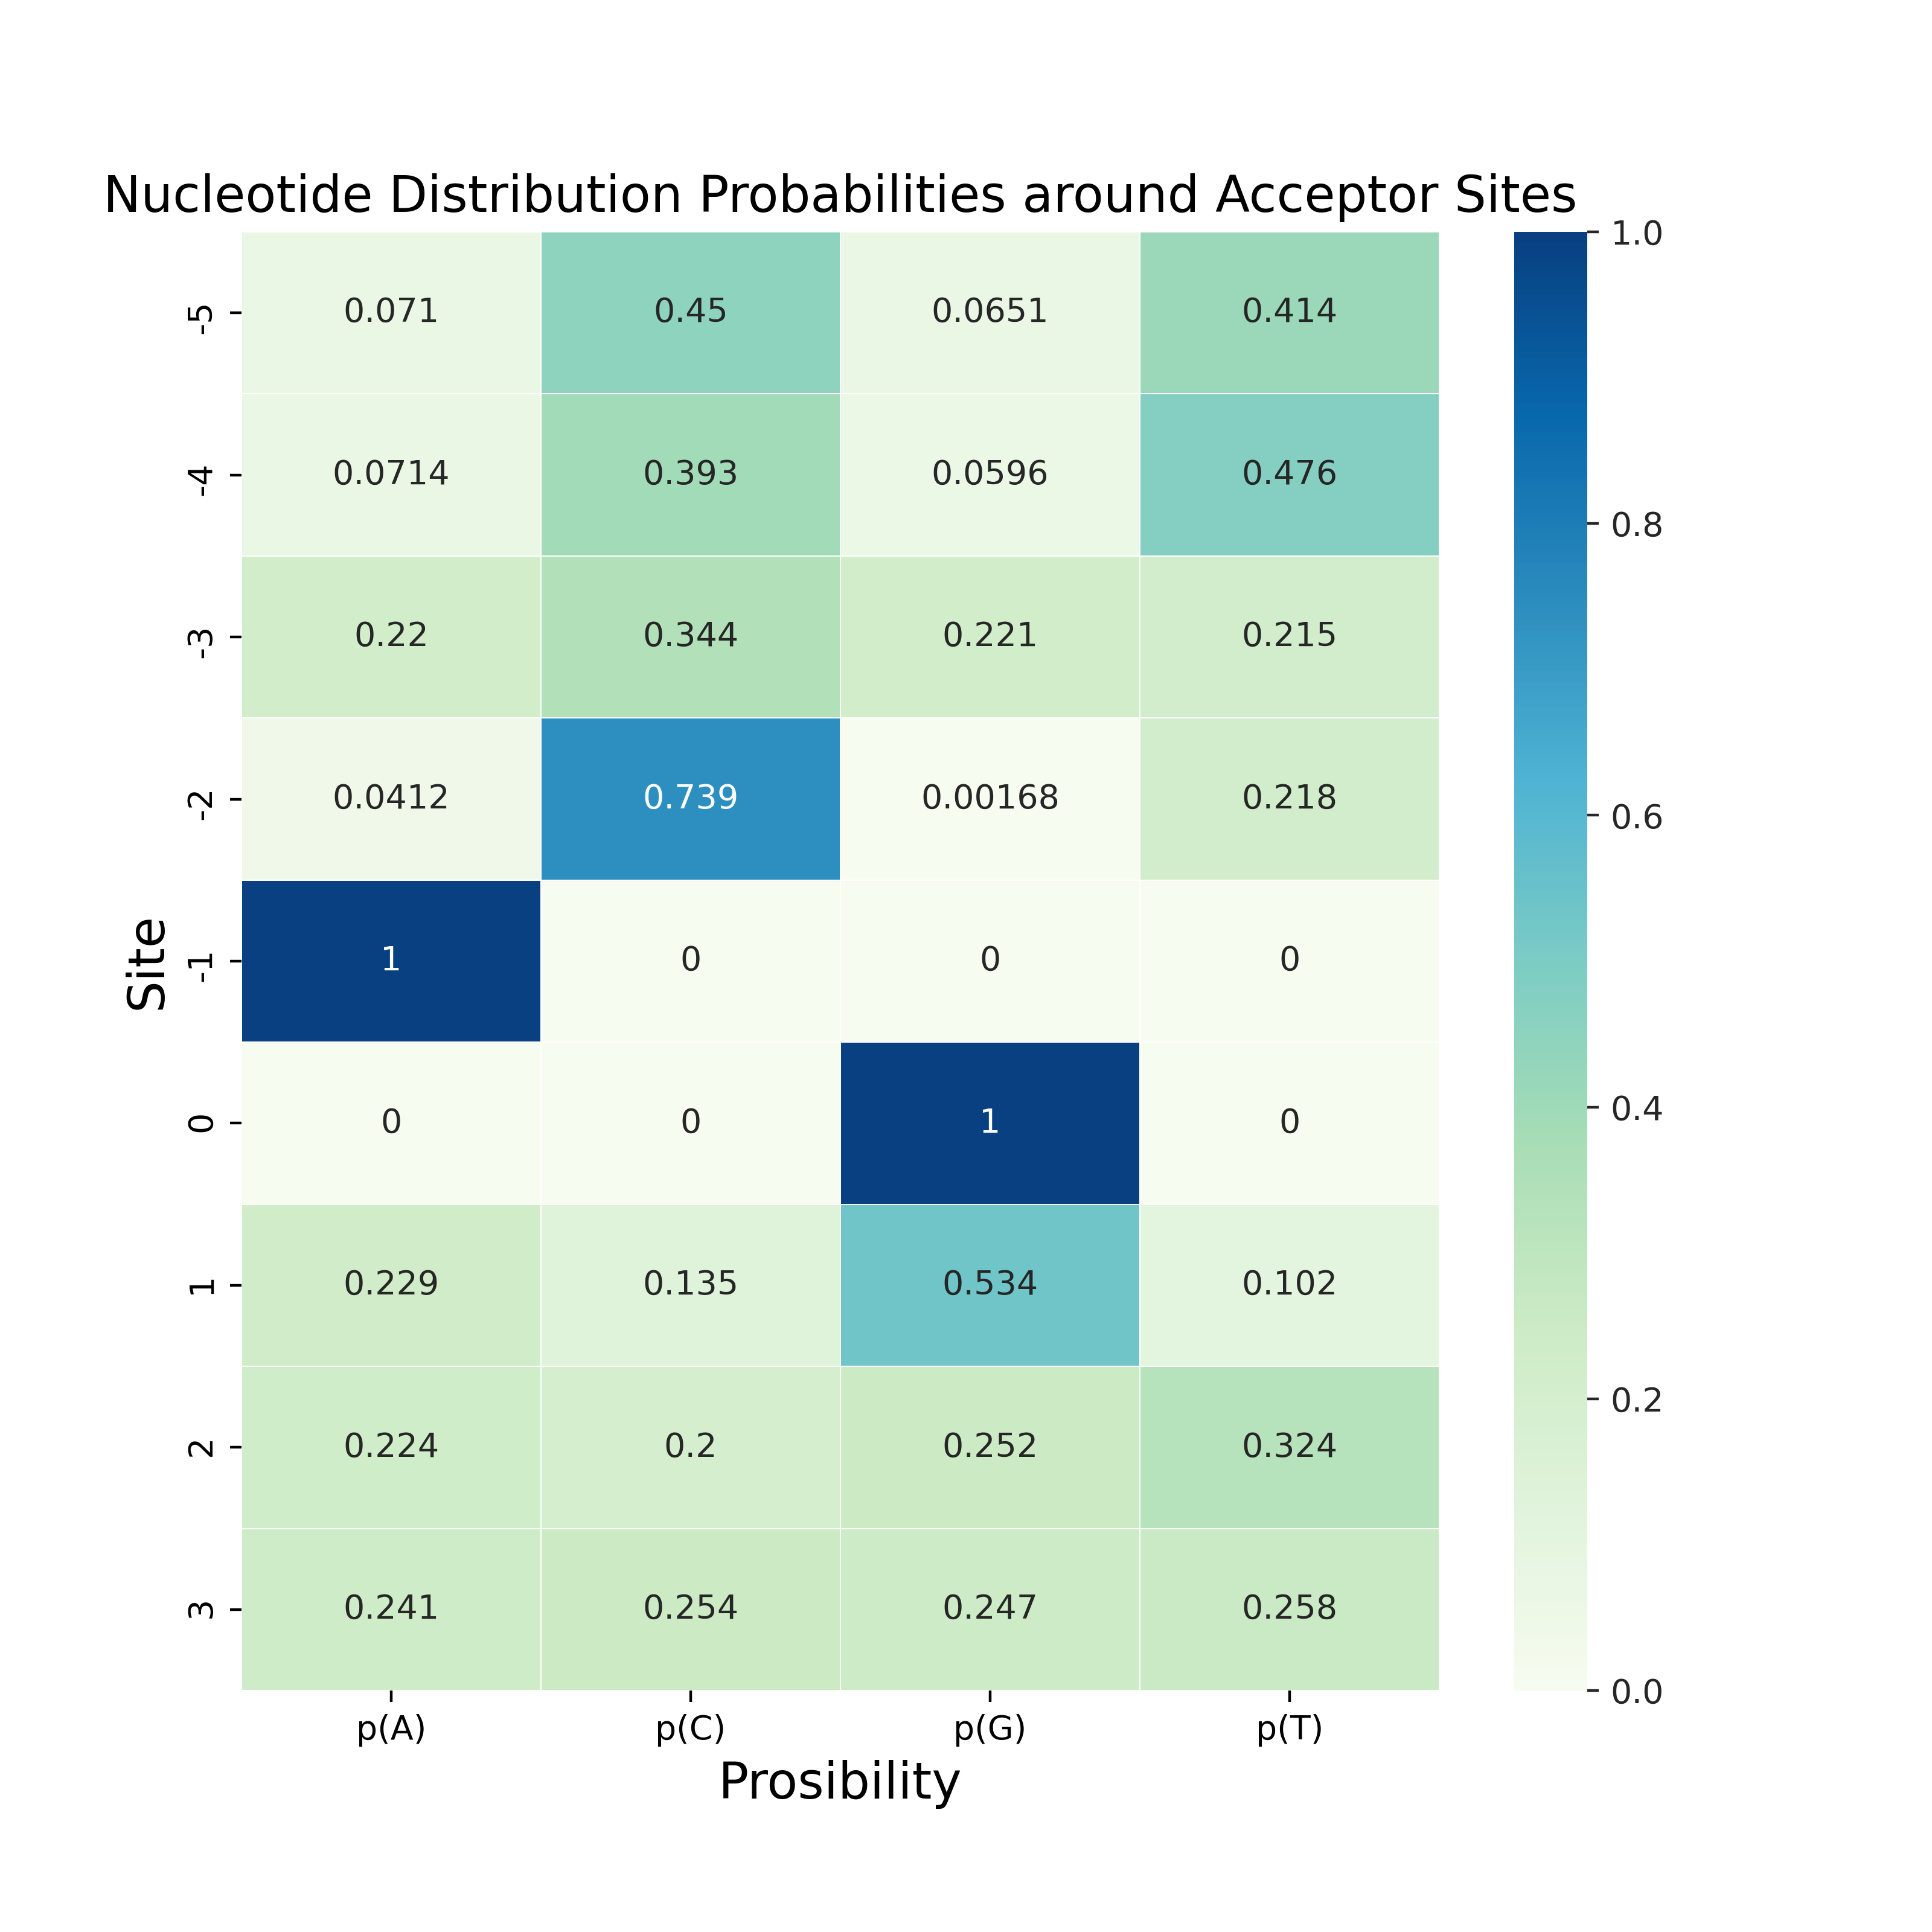 Nucleotide Distribution Probabilities around Acceptor Sites
-5 0.071 0.45 0.0651 0.414
-4 0.0714 0.393 0.0596 0.476
-3 0.22 0.344 0.221 0.215
-2 0.0412 0.739 0.00168 0.218
-1 1 0 0 0
0 0 0 1 0
1 0.229 0.135 0.534 0.102
2 0.224 0.2 0.252 0.324
3 0.241 0.254 0.247 0.258
p(A) p(C) p(G) p(T)
Prosibility
Site
1.0
0.8
0.6
0.4
0.2
0.0